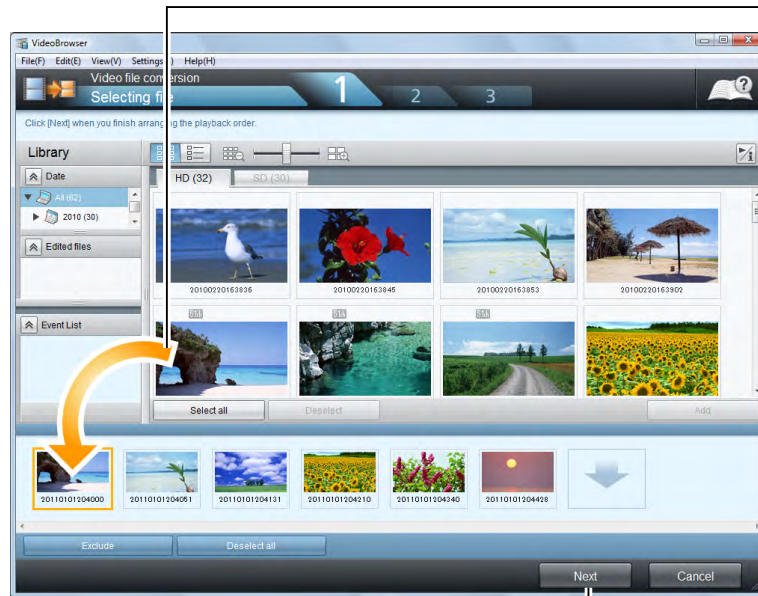 VideoBrowser
File(F) Edit(E) View(V) Help(H)
Video file conversion
Selecting file
1 2 3
Click [Next] when you finish arranging the playback order.
Library
Date
All (62)
2010 (30)
Edited files
Event List
HD (32) SD (30)
20100220163836 20100220163845 20100220163853 20100220163902
Select all Deselect Add
20110101204000 20110101204051 20110101204131 20110101204210 20110101204340 20110101204428
Exclude Deselect all
Next Cancel